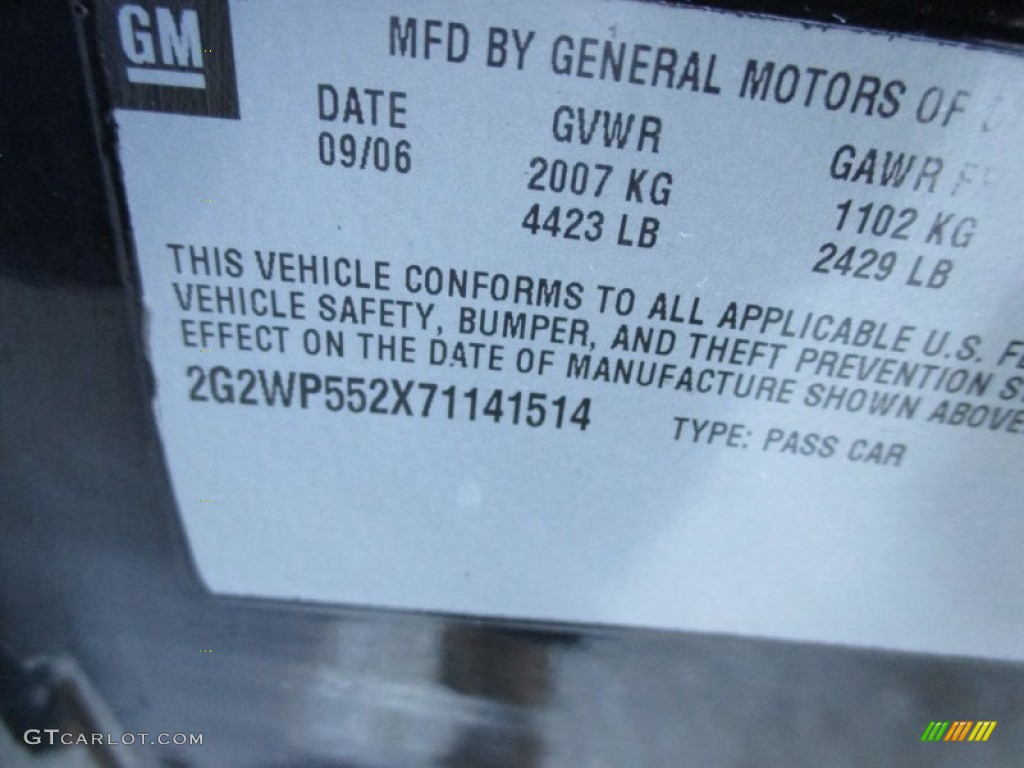 GM
MFD BY GENERAL MOTORS OF
DATE GVWR GAWR
09/06 2007 KG 1102 KG
4423 LB 2429 LB
THIS VEHICLE CONFORMS TO ALL APPLICABLE U.S.
VEHICLE SAFETY, BUMPER, AND THEFT PREVENTION
EFFECT ON THE DATE OF MANUFACTURE SHOWN ABOVE.
2G2WP552X71141514 TYPE: PASS CAR
GTCARLOT.COM